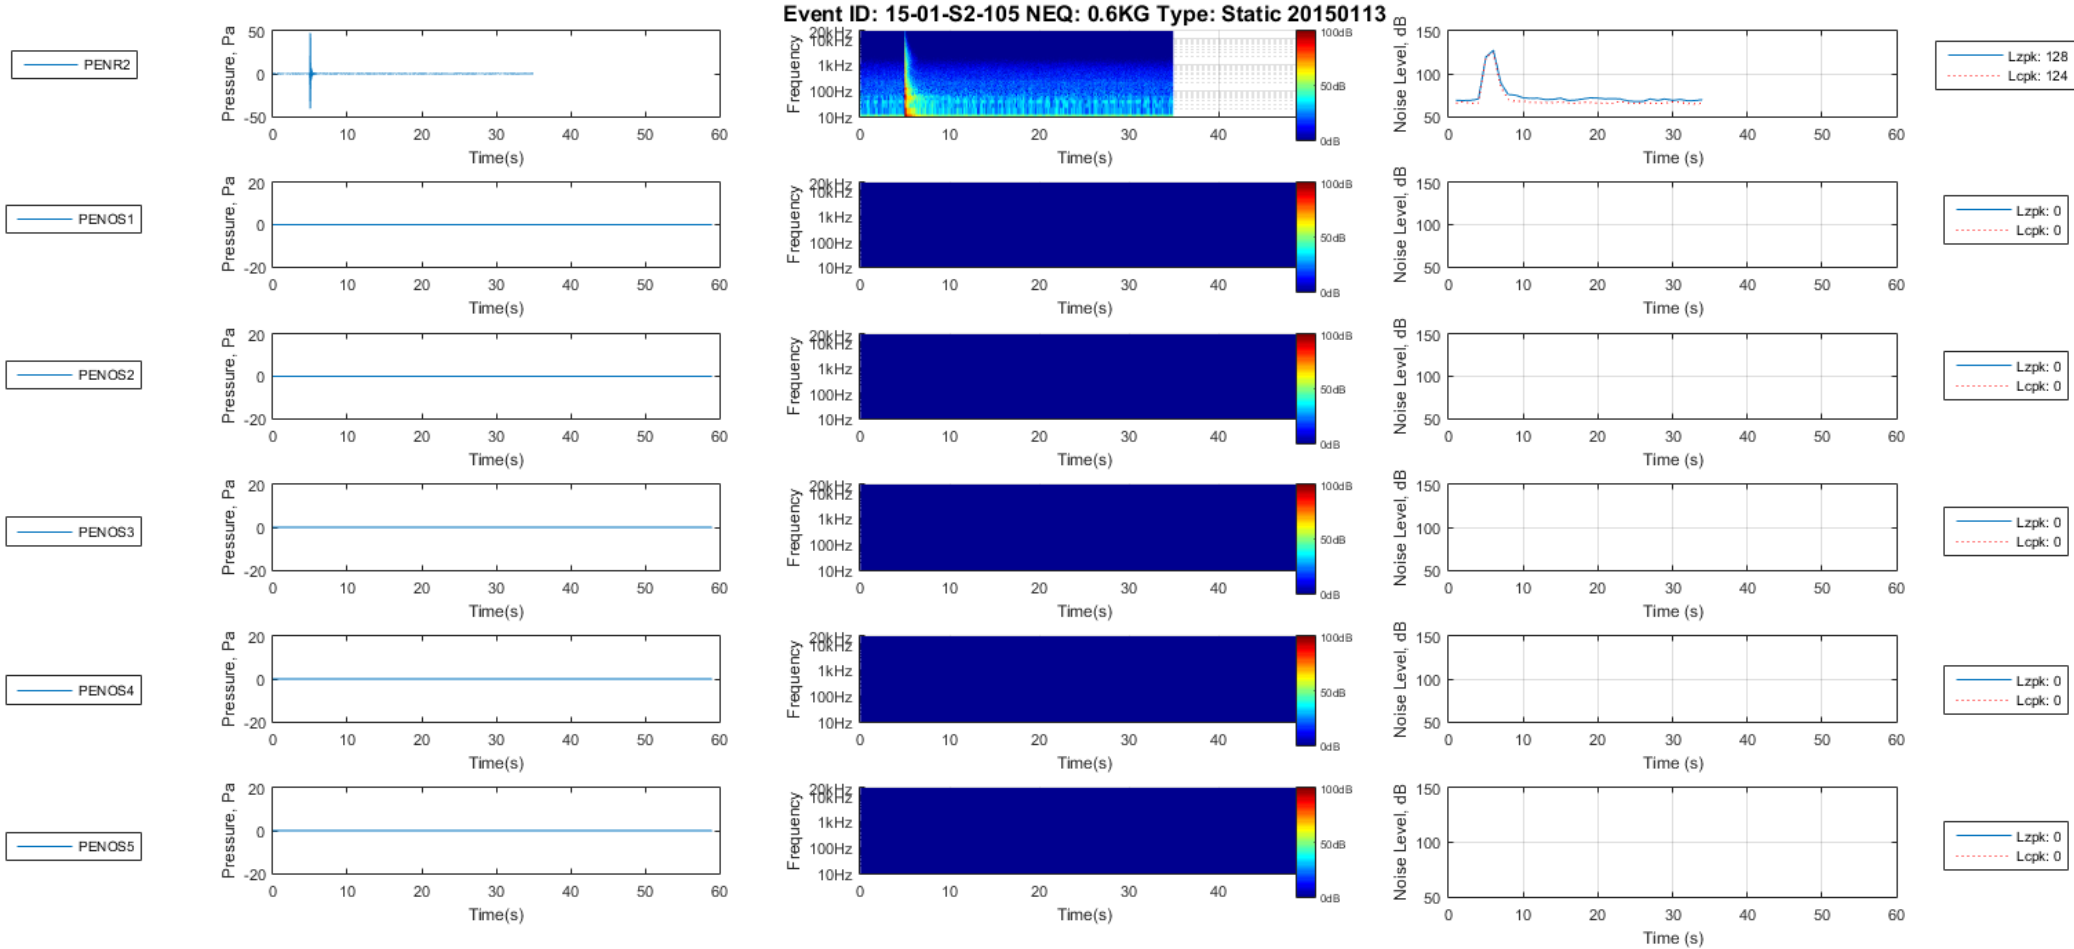 Event ID: 15-01-S2-105 NEQ: 0.6KG Type: Static 20150113
PENR2
Pressure, Pa
50
0
-50
0 10 20 30 40 50 60
Time(s)
Frequency
20kHz
10kHz
1kHz
100Hz
10Hz
0 10 20 30 40
Time(s)
100dB
50dB
0dB
Noise Level, dB
150
100
50
0 10 20 30 40 50 60
Time (s)
Lzpk: 128
Lcpk: 124
PENOS1
Pressure, Pa
20
0
-20
0 10 20 30 40 50 60
Time(s)
Frequency
20kHz
10kHz
1kHz
100Hz
10Hz
0 10 20 30 40
Time(s)
100dB
50dB
0dB
Noise Level, dB
150
100
50
0 10 20 30 40 50 60
Time (s)
Lzpk: 0
Lcpk: 0
PENOS2
Pressure, Pa
20
0
-20
0 10 20 30 40 50 60
Time(s)
Frequency
20kHz
10kHz
1kHz
100Hz
10Hz
0 10 20 30 40
Time(s)
100dB
50dB
0dB
Noise Level, dB
150
100
50
0 10 20 30 40 50 60
Time (s)
Lzpk: 0
Lcpk: 0
PENOS3
Pressure, Pa
20
0
-20
0 10 20 30 40 50 60
Time(s)
Frequency
20kHz
10kHz
1kHz
100Hz
10Hz
0 10 20 30 40
Time(s)
100dB
50dB
0dB
Noise Level, dB
150
100
50
0 10 20 30 40 50 60
Time (s)
Lzpk: 0
Lcpk: 0
PENOS4
Pressure, Pa
20
0
-20
0 10 20 30 40 50 60
Time(s)
Frequency
20kHz
10kHz
1kHz
100Hz
10Hz
0 10 20 30 40
Time(s)
100dB
50dB
0dB
Noise Level, dB
150
100
50
0 10 20 30 40 50 60
Time (s)
Lzpk: 0
Lcpk: 0
PENOS5
Pressure, Pa
20
0
-20
0 10 20 30 40 50 60
Time(s)
Frequency
20kHz
10kHz
1kHz
100Hz
10Hz
0 10 20 30 40
Time(s)
100dB
50dB
0dB
Noise Level, dB
150
100
50
0 10 20 30 40 50 60
Time (s)
Lzpk: 0
Lcpk: 0